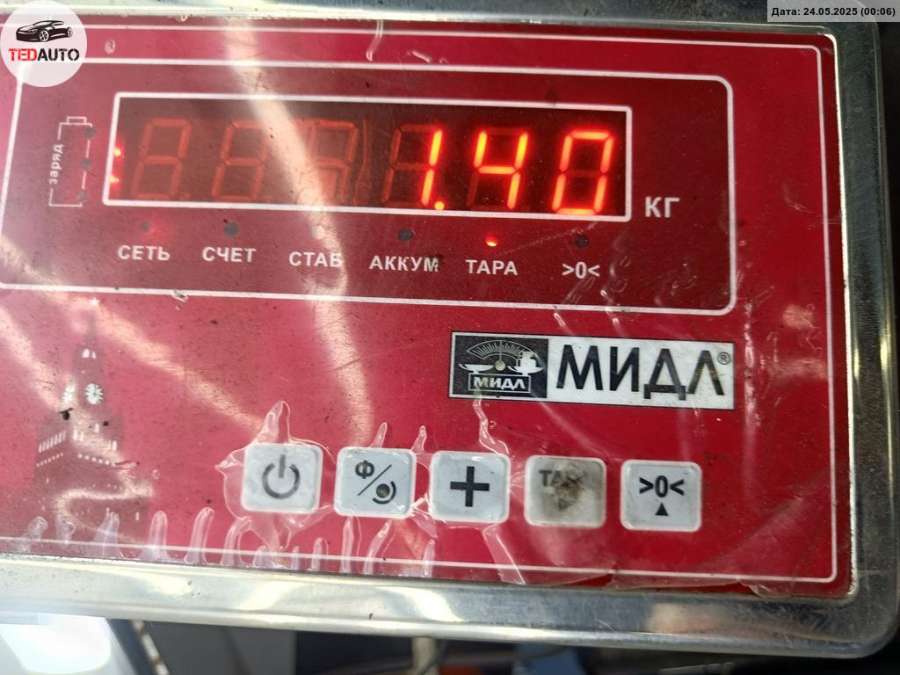 Дата: 24.05.2025 (00:06)
TEDAUTO
заряд
1.40
КГ
СЕТЬ СЧЕТ СТАБ АККУМ ТАРА >0<
МИДЛ МИДЛ®
Ф/ + ТАРА >0<